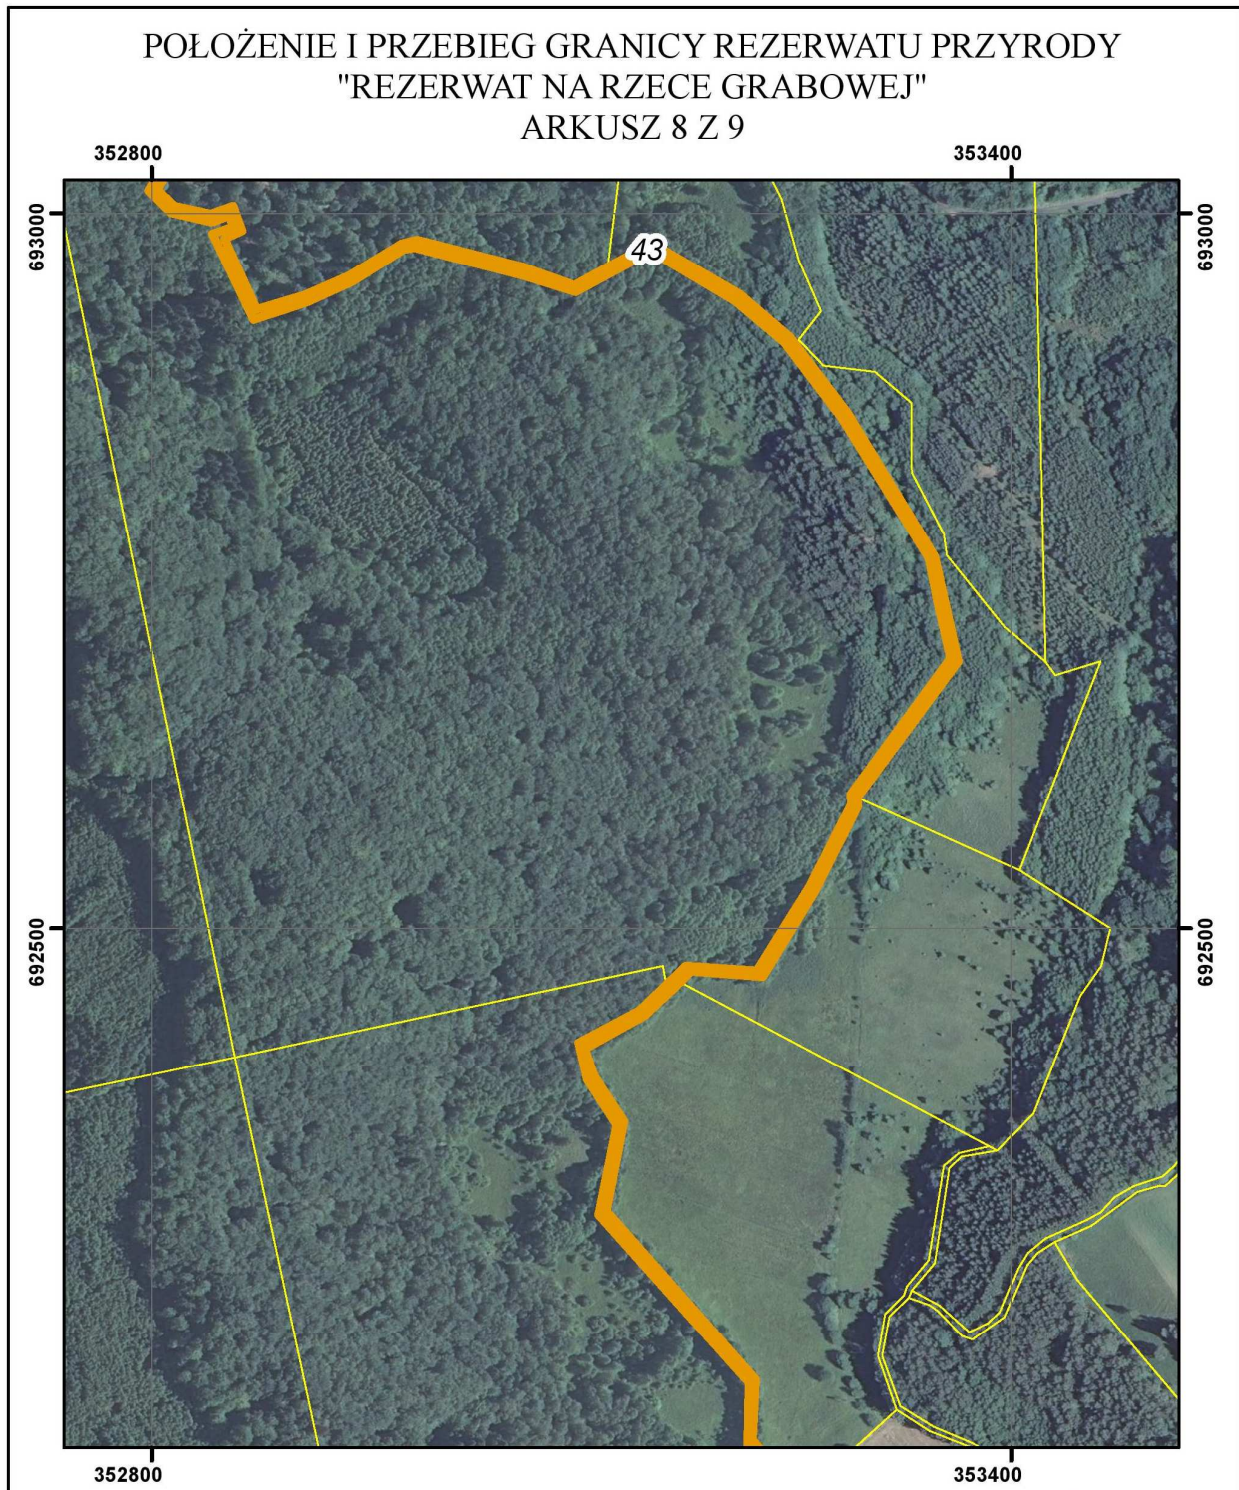 POŁOŻENIE I PRZEBIEG GRANICY REZERWATU PRZYRODY
"REZERWAT NA RZECE GRABOWEJ"
ARKUSZ 8 Z 9
352800 353400
693000 693000
43
692500 692500
352800 353400